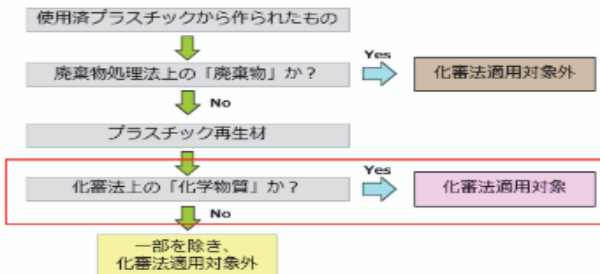 使用済プラスチックから作られたもの
Yes
廃棄物処理法上の「廃棄物」か？
化審法適用対象外
No
プラスチック再生材
Yes
化審法上の「化学物質」か？
化審法適用対象
No
一部を除き、
化審法適用対象外